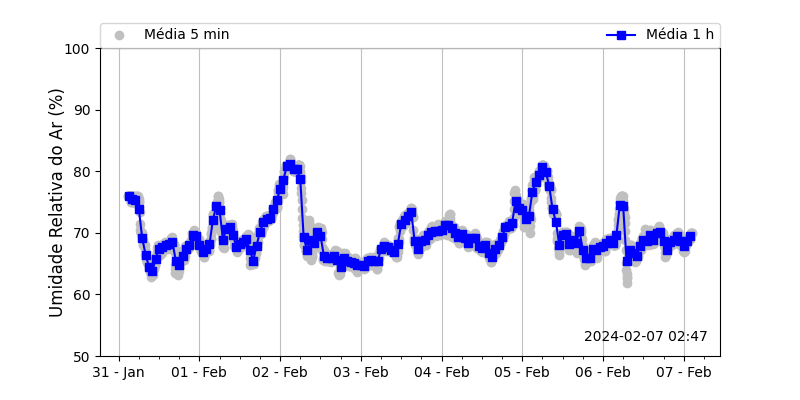 Média 5 min
Média 1 h
Umidade Relativa do Ar (%)
100
90
80
70
60
50
2024-02-07 02:47
31 - Jan
01 - Feb
02 - Feb
03 - Feb
04 - Feb
05 - Feb
06 - Feb
07 - Feb